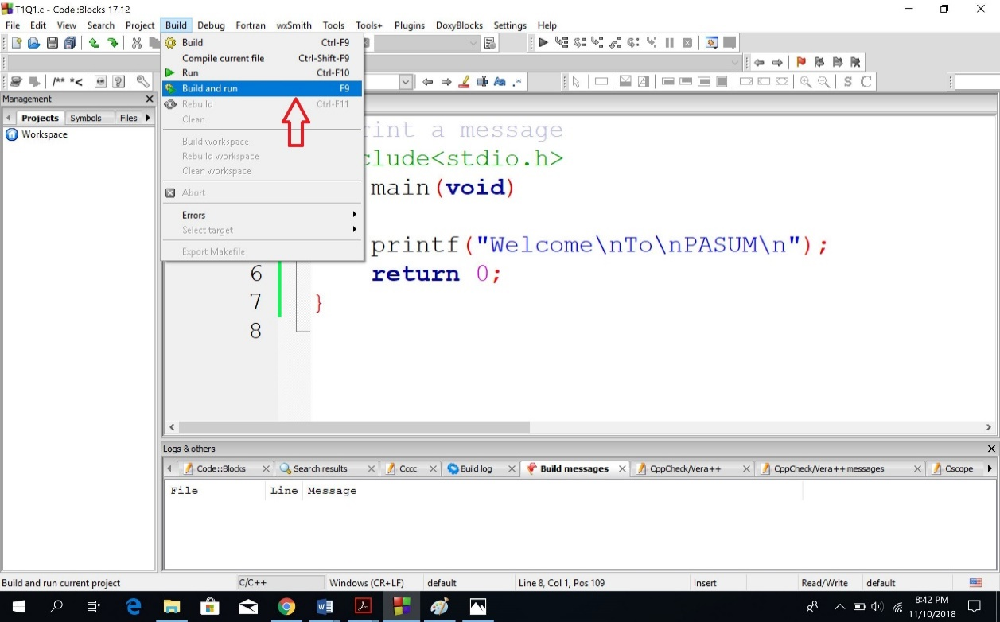 T1Q1.c - Code::Blocks 17.12
File Edit View Search Project Build Debug Fortran wxSmith Tools Tools+ Plugins DoxyBlocks Settings Help
Build Ctrl-F9
Compile current file Ctrl-Shift-F9
Run Ctrl-F10
Build and run F9
Rebuild Ctrl-F11
Clean
Build workspace
Rebuild workspace
Clean workspace
Abort
Errors
Select target
Export Makefile
/** *<
.*
S C
Management
Projects Symbols Files
Workspace
int a message
clude<stdio.h>
main(void)
printf("Welcome\nTo\nPASUM\n");
6 return 0;
7 }
8
Logs & others
Code::Blocks Search results Cccc Build log Build messages CppCheck/Vera++ CppCheck/Vera++ messages Cscope
File Line Message
Build and run current project C/C++ Windows (CR+LF) default Line 8, Col 1, Pos 109 Insert Read/Write default
8:42 PM
11/10/2018